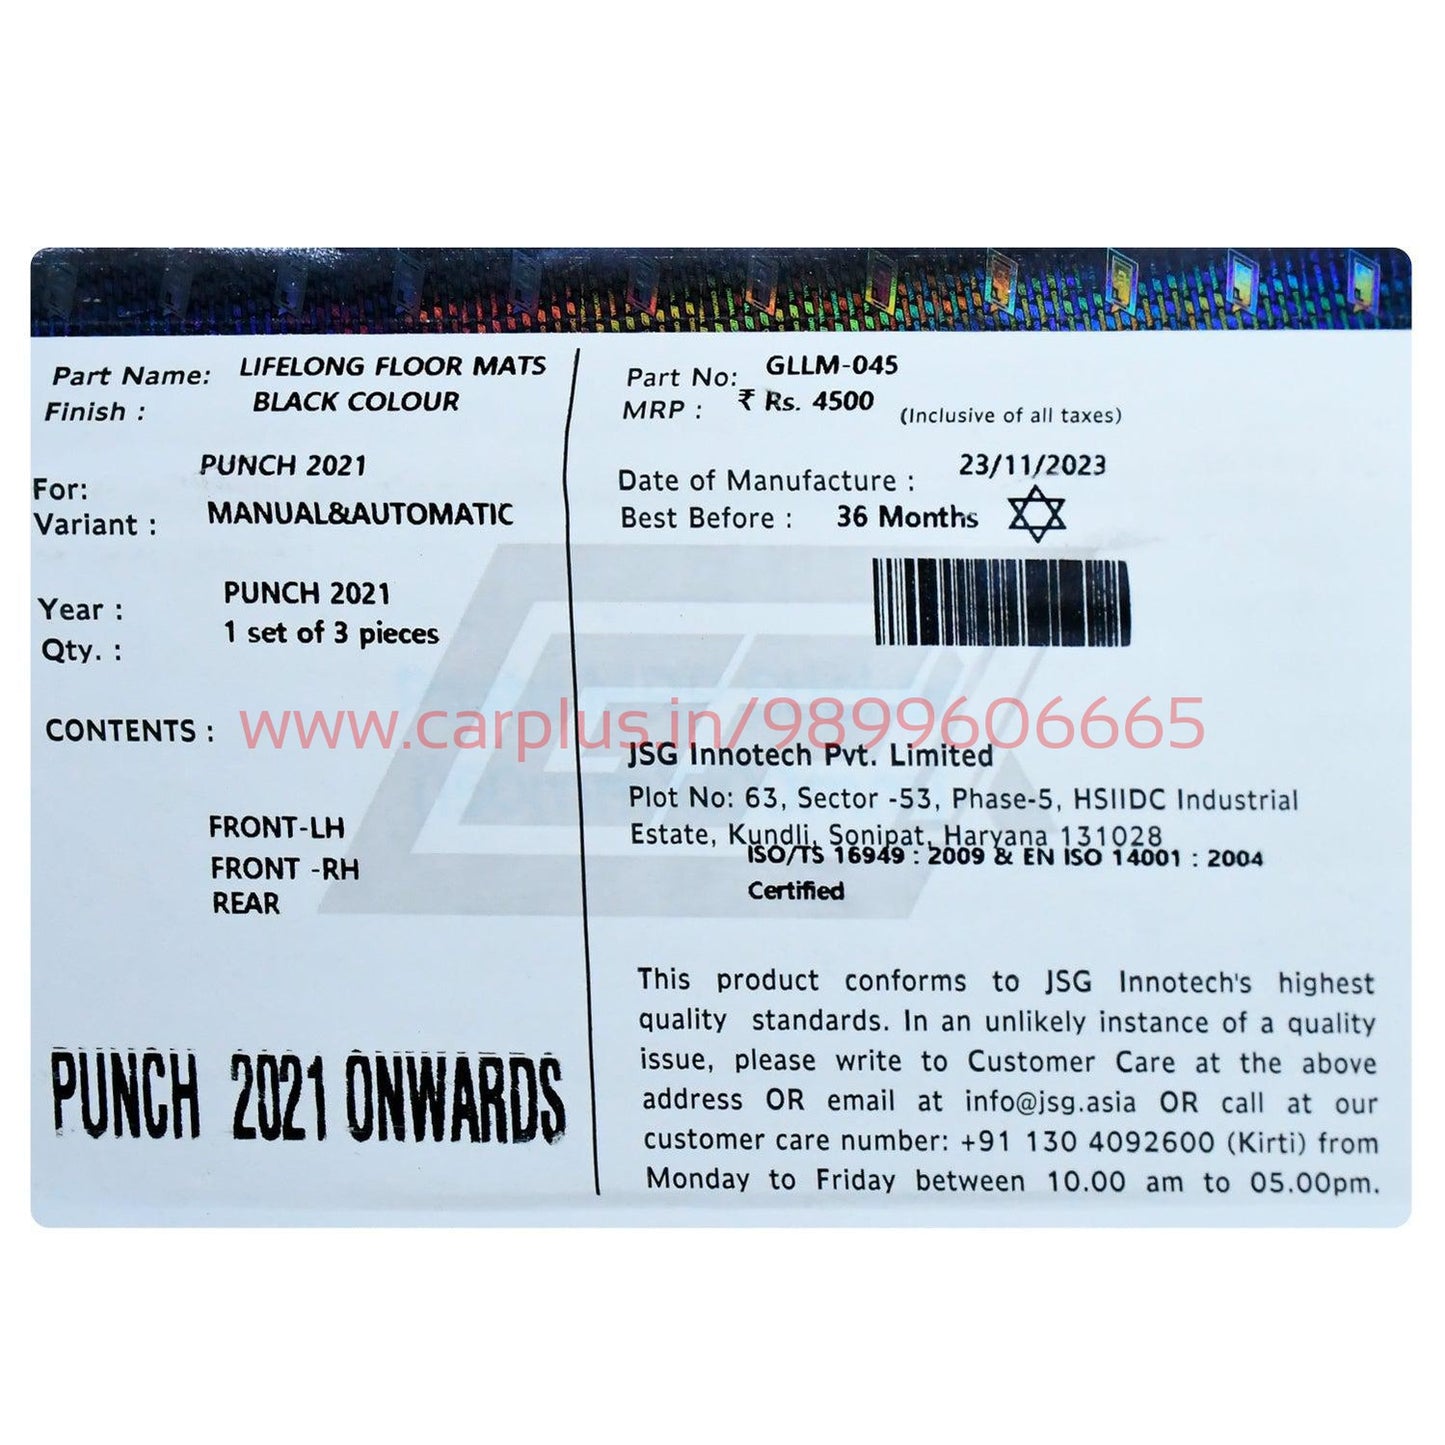 Part Name: LIFELONG FLOOR MATS
Finish : BLACK COLOUR
For: PUNCH 2021
Variant : MANUAL&AUTOMATIC
Year : PUNCH 2021
Qty. : 1 set of 3 pieces
CONTENTS :
FRONT-LH
FRONT -RH
REAR
PUNCH 2021 ONWARDS
Part No: GLLM-045
MRP : ₹ Rs. 4500 (Inclusive of all taxes)
Date of Manufacture : 23/11/2023
Best Before : 36 Months
www.carplus.in/9899606665
JSG Innotech Pvt. Limited
Plot No: 63, Sector -53, Phase-5, HSIIDC Industrial
Estate, Kundli, Sonipat, Haryana 131028
ISO/TS 16949 : 2009 & EN ISO 14001 : 2004
Certified
This product conforms to JSG Innotech's highest
quality standards. In an unlikely instance of a quality
issue, please write to Customer Care at the above
address OR email at info@jsg.asia OR call at our
customer care number: +91 130 4092600 (Kirti) from
Monday to Friday between 10.00 am to 05.00pm.